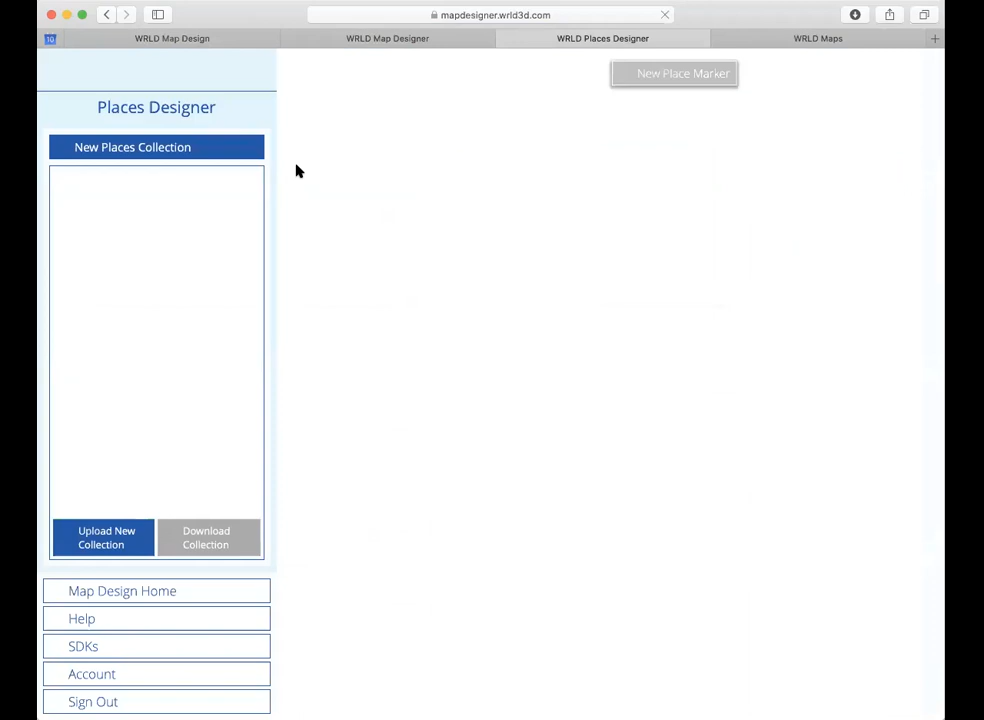 mapdesigner.wrld3d.com
10
WRLD Map Design
WRLD Map Designer
WRLD Places Designer
WRLD Maps
New Place Marker
Places Designer
New Places Collection
Upload New
Collection
Download
Collection
Map Design Home
Help
SDKs
Account
Sign Out